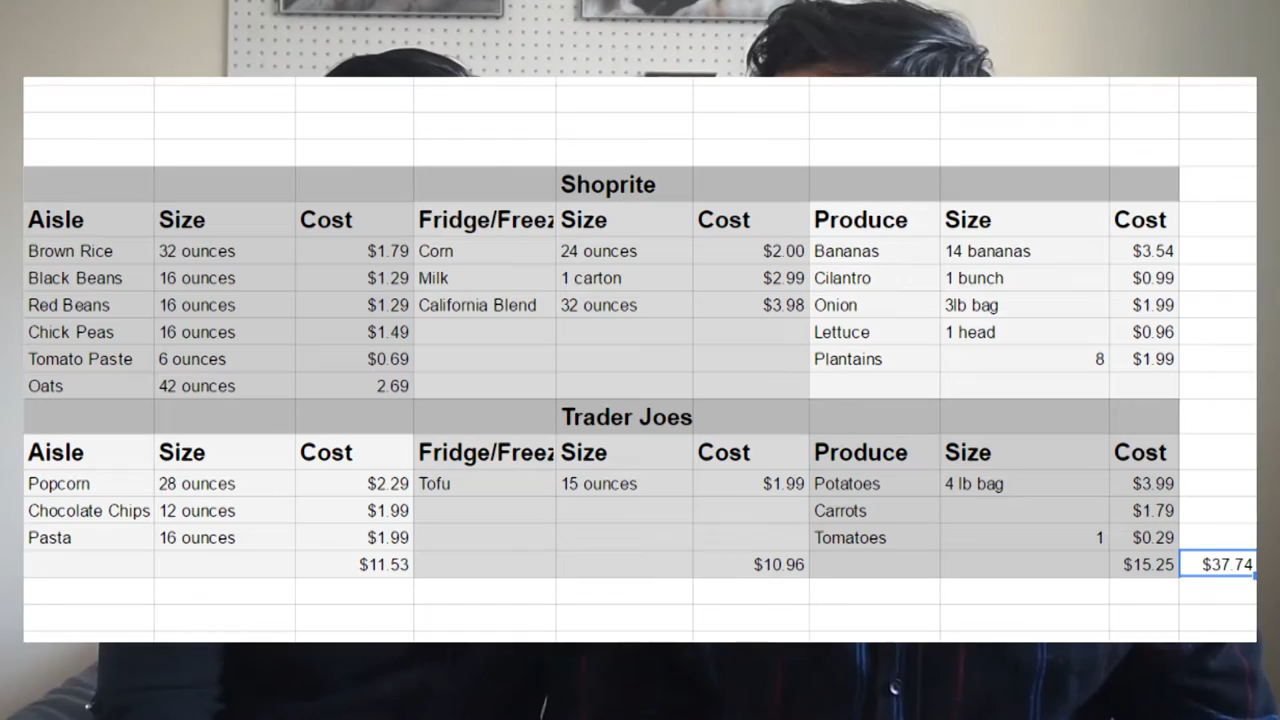 Shoprite
Aisle Size Cost Fridge/Freez Size Cost Produce Size Cost
Brown Rice 32 ounces $1.79 Corn 24 ounces $2.00 Bananas 14 bananas $3.54
Black Beans 16 ounces $1.29 Milk 1 carton $2.99 Cilantro 1 bunch $0.99
Red Beans 16 ounces $1.29 California Blend 32 ounces $3.98 Onion 3lb bag $1.99
Chick Peas 16 ounces $1.49 Lettuce 1 head $0.96
Tomato Paste 6 ounces $0.69 Plantains 8 $1.99
Oats 42 ounces 2.69
Trader Joes
Aisle Size Cost Fridge/Freez Size Cost Produce Size Cost
Popcorn 28 ounces $2.29 Tofu 15 ounces $1.99 Potatoes 4 lb bag $3.99
Chocolate Chips 12 ounces $1.99 Carrots $1.79
Pasta 16 ounces $1.99 Tomatoes 1 $0.29
$11.53 $10.96 $15.25 $37.74